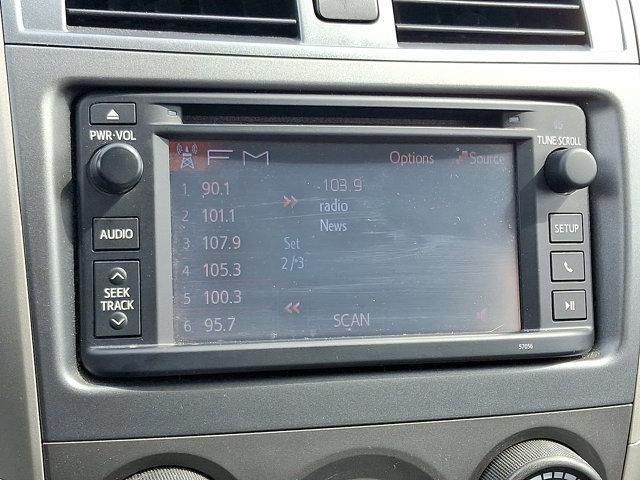 PWR·VOL
TUNE·SCROLL
FM
Options
Source
1 90.1
103.9
2 101.1
radio
AUDIO
News
SETUP
3 107.9
Set
4 105.3
2/3
SEEK
TRACK
5 100.3
6 95.7
SCAN
57056